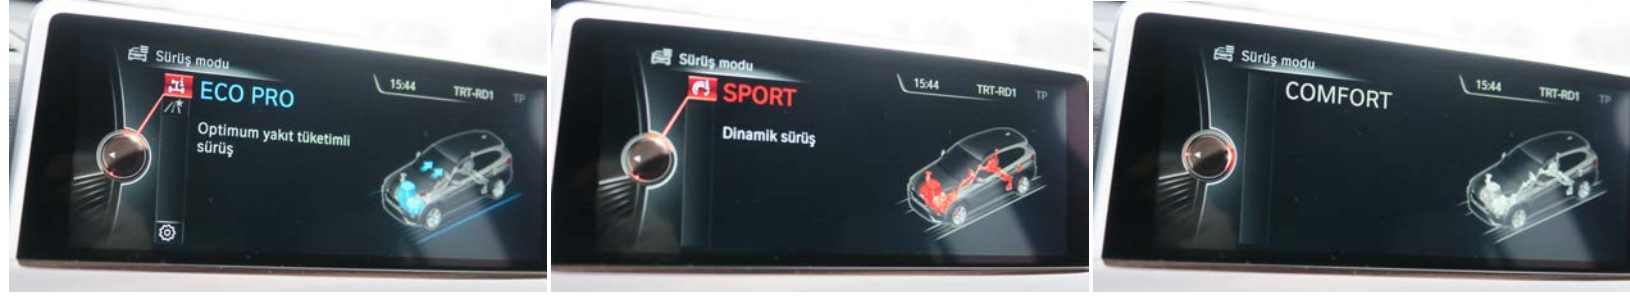 Sürüş modu
ECO PRO
15:44 TRT-RD1 TP
Optimum yakıt tüketimli
sürüş
Sürüş modu
SPORT
15:44 TRT-RD1 TP
Dinamik sürüş
Sürüş modu
COMFORT
15:44 TRT-RD1 TP